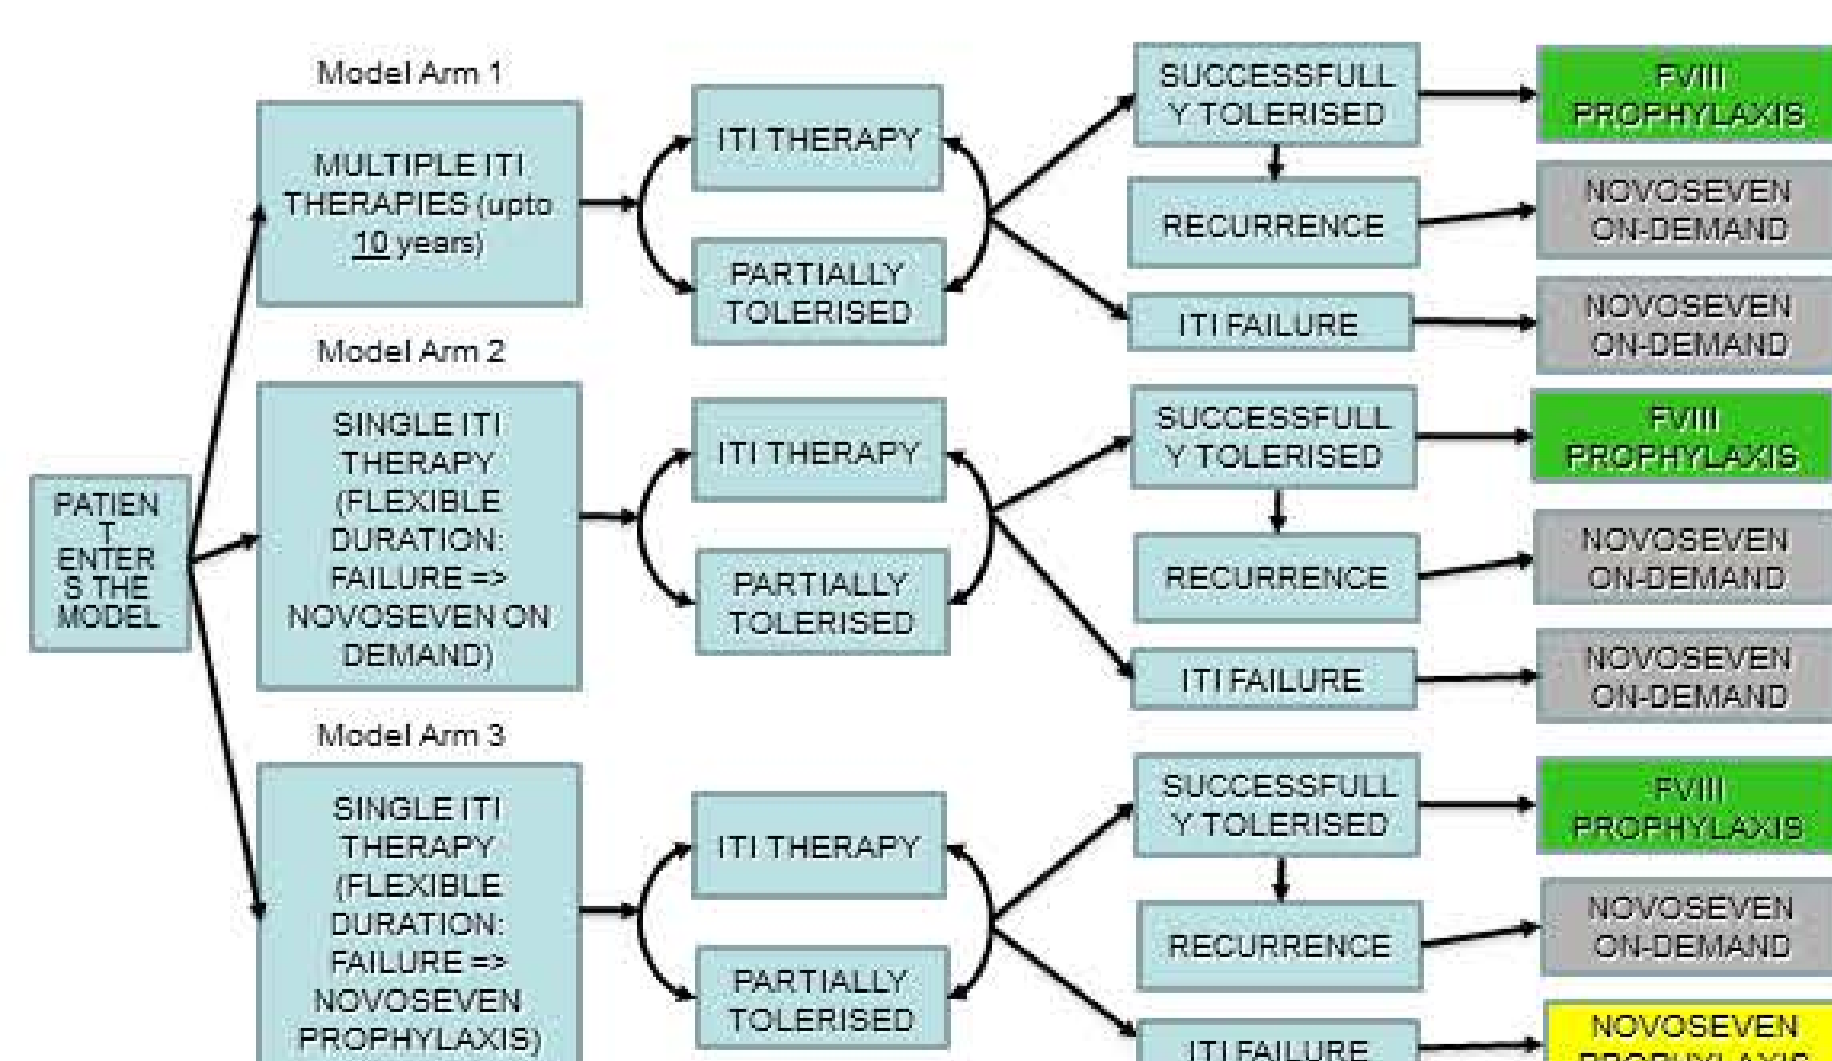 Model Arm 1
MULTIPLE ITI
THERAPIES (upto
10 years)
ITI THERAPY
PARTIALLY
TOLERISED
SUCCESSFULL
Y TOLERISED
RECURRENCE
ITI FAILURE
FVIII
PROPHYLAXIS
NOVOSEVEN
ON-DEMAND
NOVOSEVEN
ON-DEMAND
PATIEN
T
ENTER
S THE
MODEL
Model Arm 2
SINGLE ITI
THERAPY
(FLEXIBLE
DURATION:
FAILURE =>
NOVOSEVEN ON
DEMAND)
ITI THERAPY
PARTIALLY
TOLERISED
SUCCESSFULL
Y TOLERISED
RECURRENCE
ITI FAILURE
FVIII
PROPHYLAXIS
NOVOSEVEN
ON-DEMAND
NOVOSEVEN
ON-DEMAND
Model Arm 3
SINGLE ITI
THERAPY
(FLEXIBLE
DURATION:
FAILURE =>
NOVOSEVEN
PROPHYLAXIS)
ITI THERAPY
PARTIALLY
TOLERISED
SUCCESSFULL
Y TOLERISED
RECURRENCE
ITI FAILURE
FVIII
PROPHYLAXIS
NOVOSEVEN
ON-DEMAND
NOVOSEVEN
PROPHYLAXIS